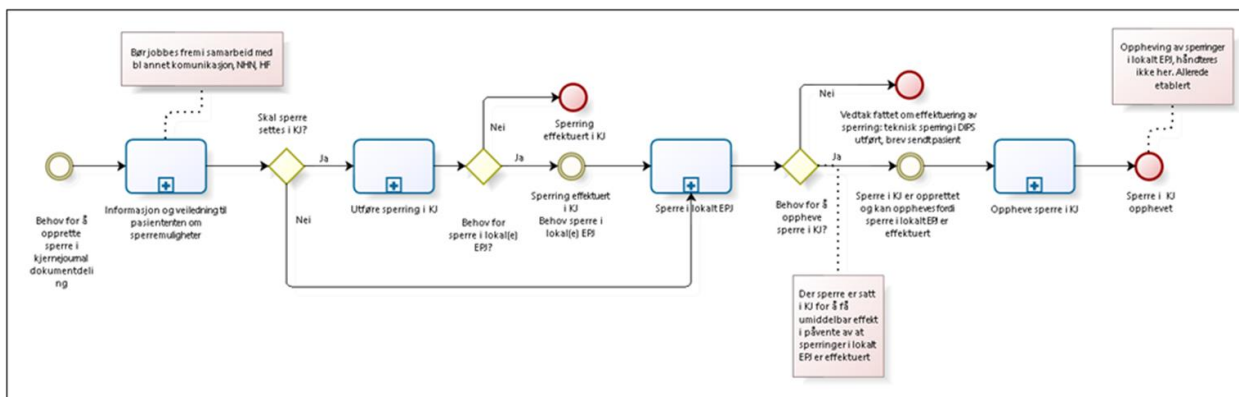 Bør jobbes frem i samarbeid med
bl annet komunikasjon, NHN, HF
Behov for å
opprette
sperre i
kjernejournal
dokumentdeli
ng
Informasjon og veiledning til
pasiententen om
sperremuligheter
Skal sperre
settes i KJ?
Ja
Nei
Utføre sperring i KJ
Nei
Ja
Behov for
sperre i
lokal(e)
EPJ?
Sperring
effektuert i KJ
Sperring effektuert
i KJ
Behov sperre i
lokal(e) EPJ
Sperre i lokalt EPJ
Nei
Ja
Behov for å
oppheve
sperre i KJ?
Vedtak fattet om effektuering av
sperring: teknisk sperring i DIPS
utført, brev sendt pasient
Sperre i KJ er opprettet
og kan oppheves fordi
sperre i lokalt EPJ er
effektuert
Der sperre er satt
i KJ for å få
umiddelbar effekt
i påvente av at
sperringer i lokalt
EPJ er effektuert
Oppheve sperre i KJ
Oppheving av sperringer
i lokalt EPJ, håndteres
ikke her. Allerede
etablert
Sperre i KJ
opphevet